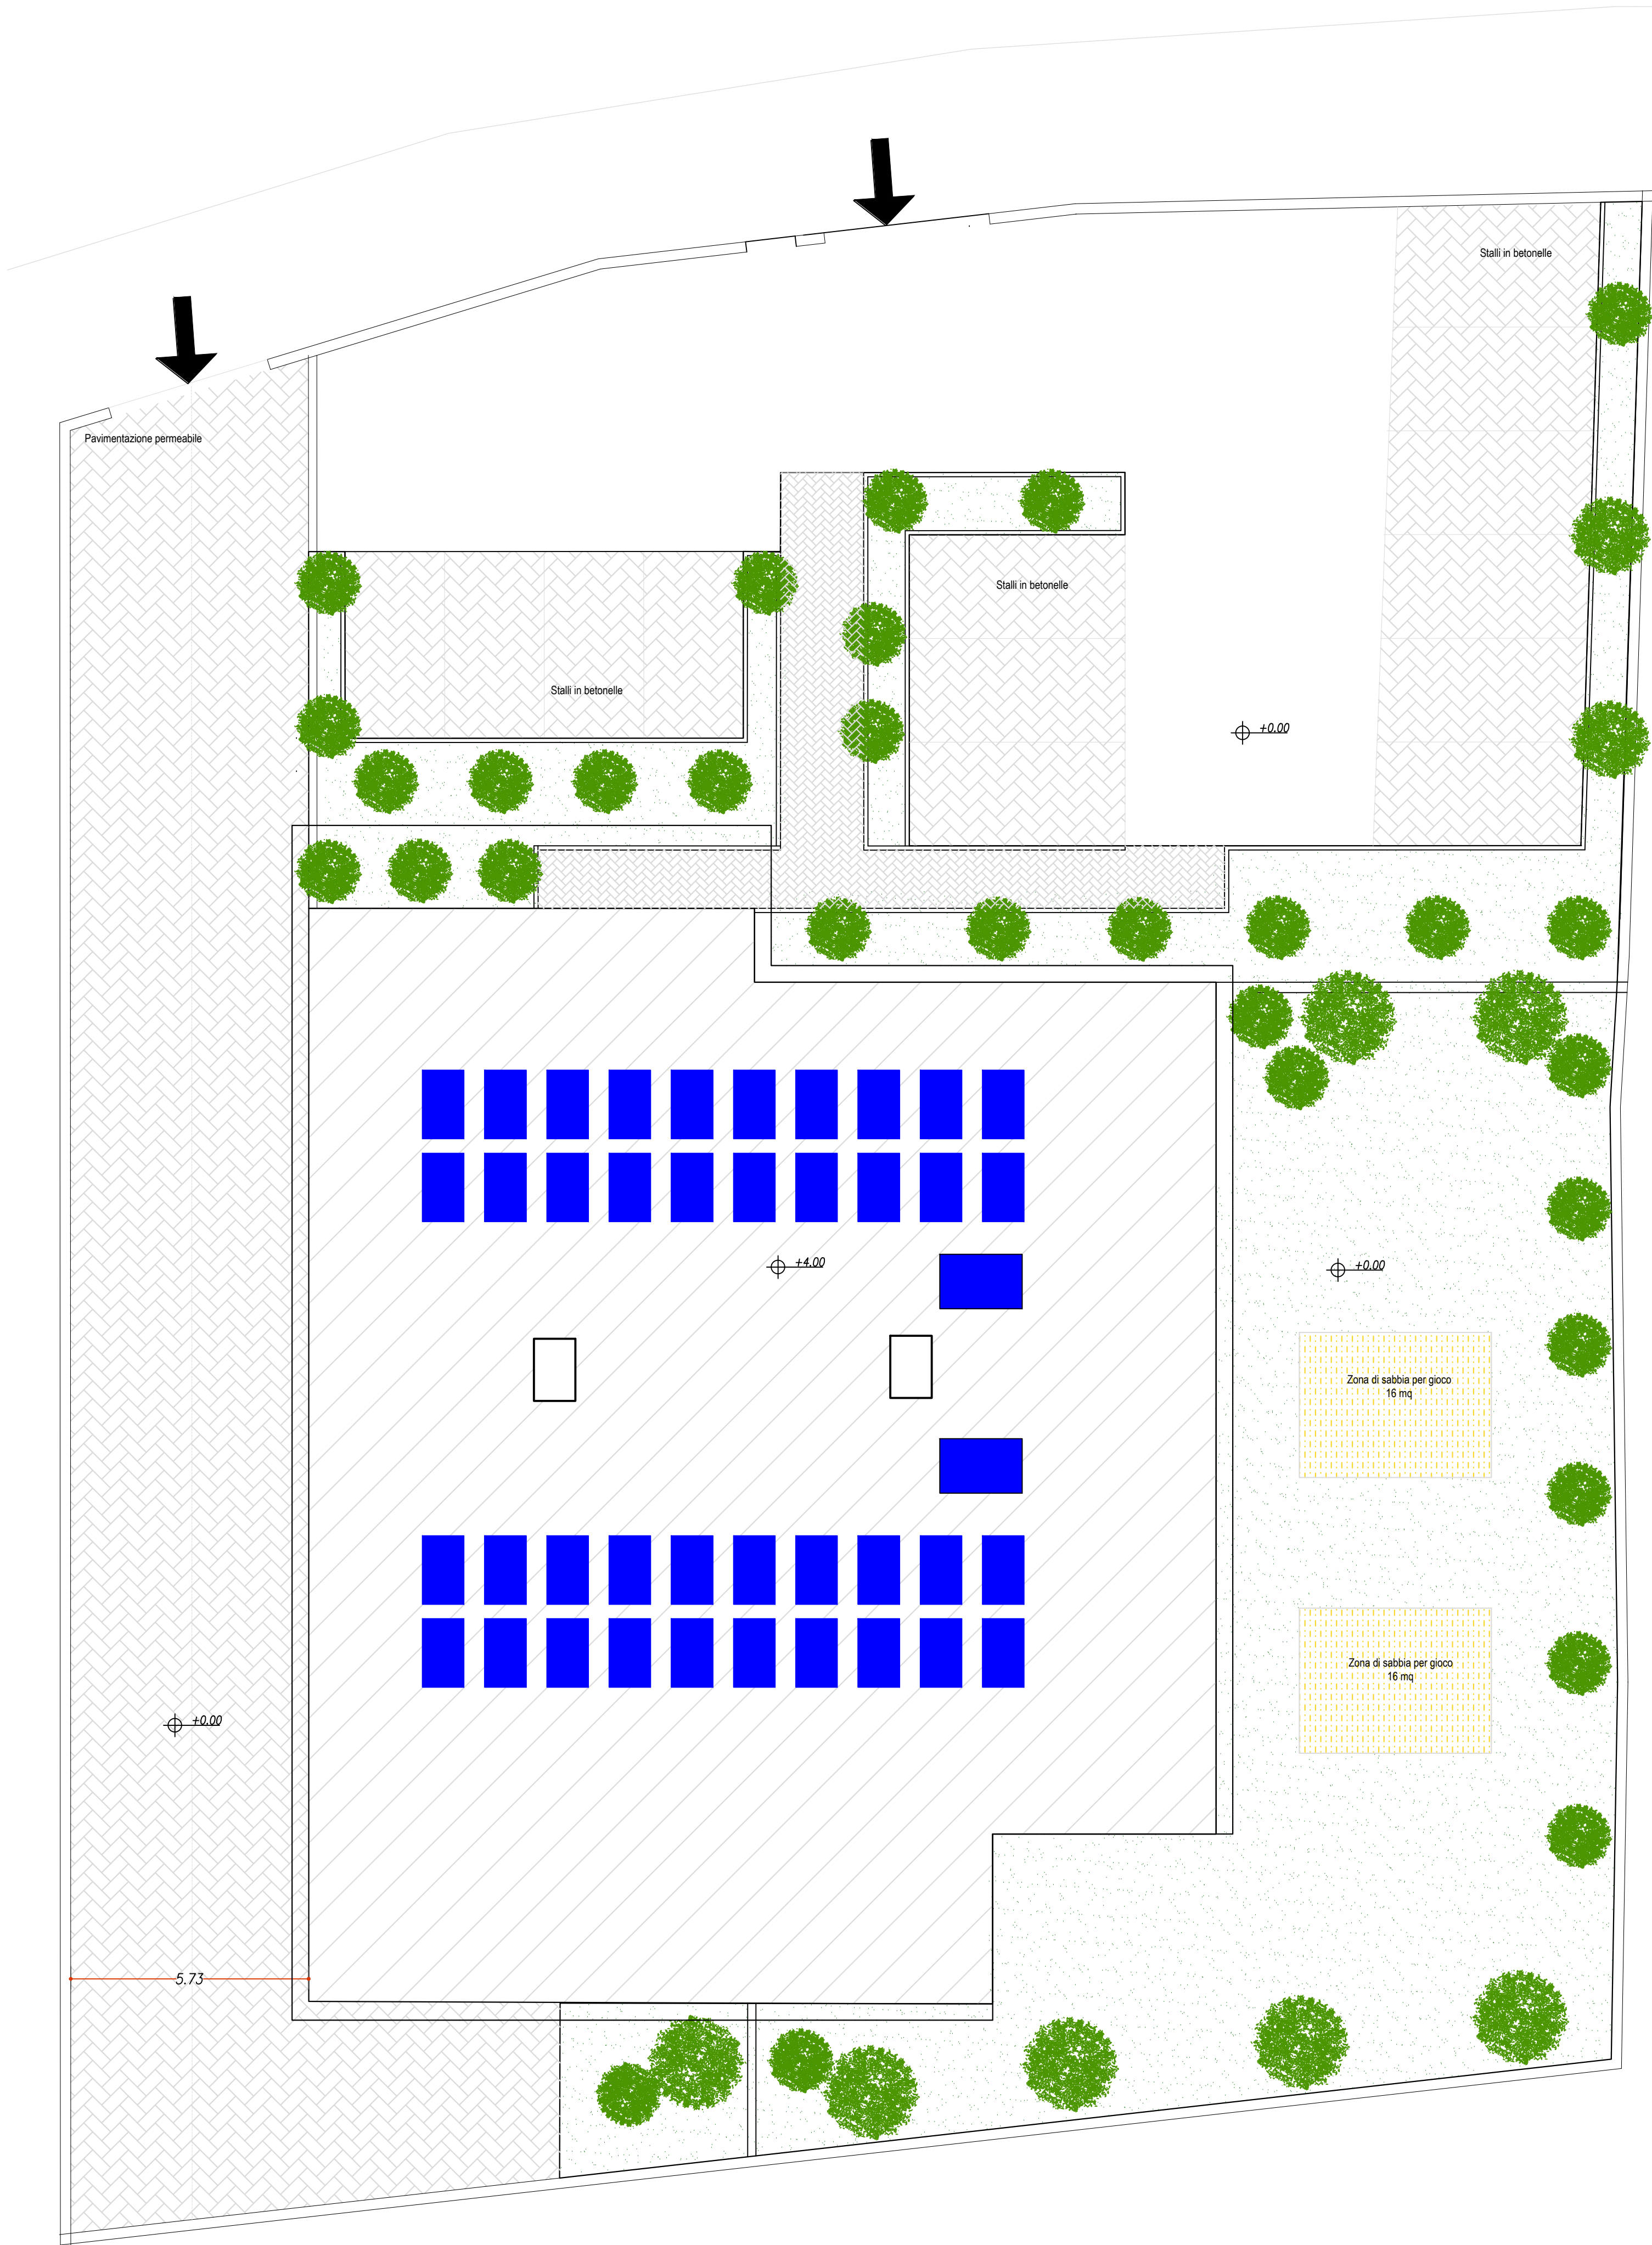 Stalli in betonelle
Pavimentazione permeabile
Stalli in betonelle
Stalli in betonelle
+0.00
+4.00
+0.00
Zona di sabbia per gioco
16 mq
Zona di sabbia per gioco
16 mq
+0.00
5.73